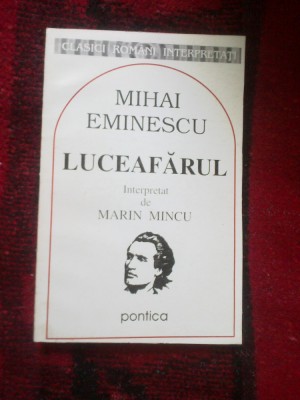 CLASICI ROMÂNI INTERPRETAȚI
MIHAI
EMINESCU
LUCEAFĂRUL
Interpretat
de
MARIN MINCU
pontica